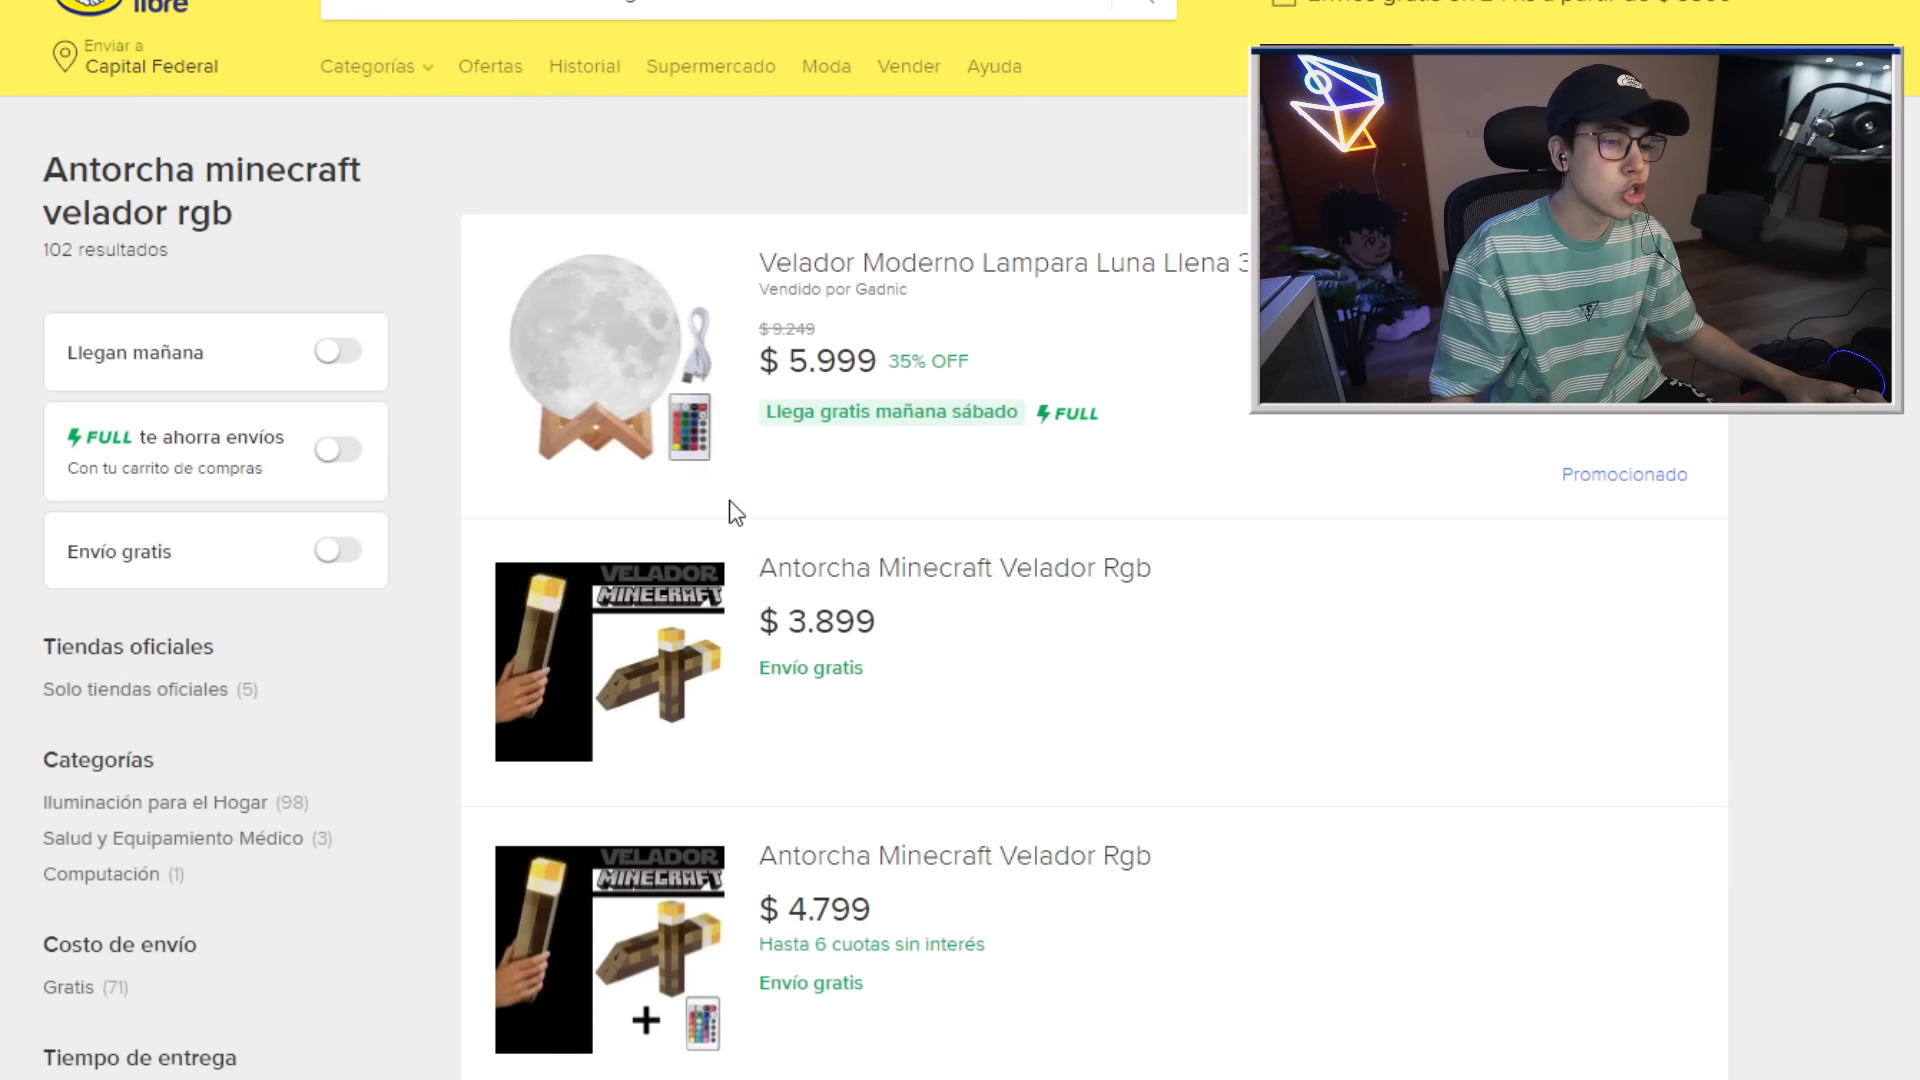 libre
Enviar a
Capital Federal
Categorías
Ofertas
Historial
Supermercado
Moda
Vender
Ayuda
Antorcha minecraft
velador rgb
102 resultados
Llegan mañana
FULL te ahorra envíos
Con tu carrito de compras
Envío gratis
Tiendas oficiales
Solo tiendas oficiales (5)
Categorías
Iluminación para el Hogar (98)
Salud y Equipamiento Médico (3)
Computación (1)
Costo de envío
Gratis (71)
Tiempo de entrega
Velador Moderno Lampara Luna Llena 3
Vendido por Gadnic
$ 9.249
$ 5.999 35% OFF
Llega gratis mañana sábado FULL
Promocionado
VELADOR
MINECRAFT
Antorcha Minecraft Velador Rgb
$ 3.899
Envío gratis
VELADOR
MINECRAFT
+
Antorcha Minecraft Velador Rgb
$ 4.799
Hasta 6 cuotas sin interés
Envío gratis